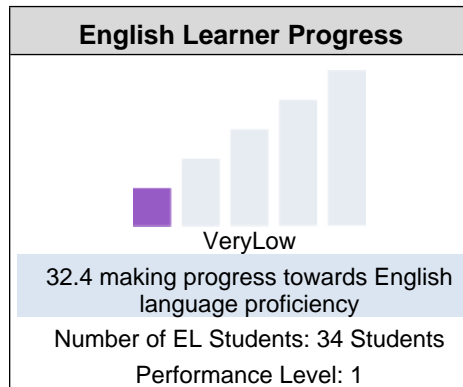 English Learner Progress
VeryLow
32.4 making progress towards English
language proficiency
Number of EL Students: 34 Students
Performance Level: 1